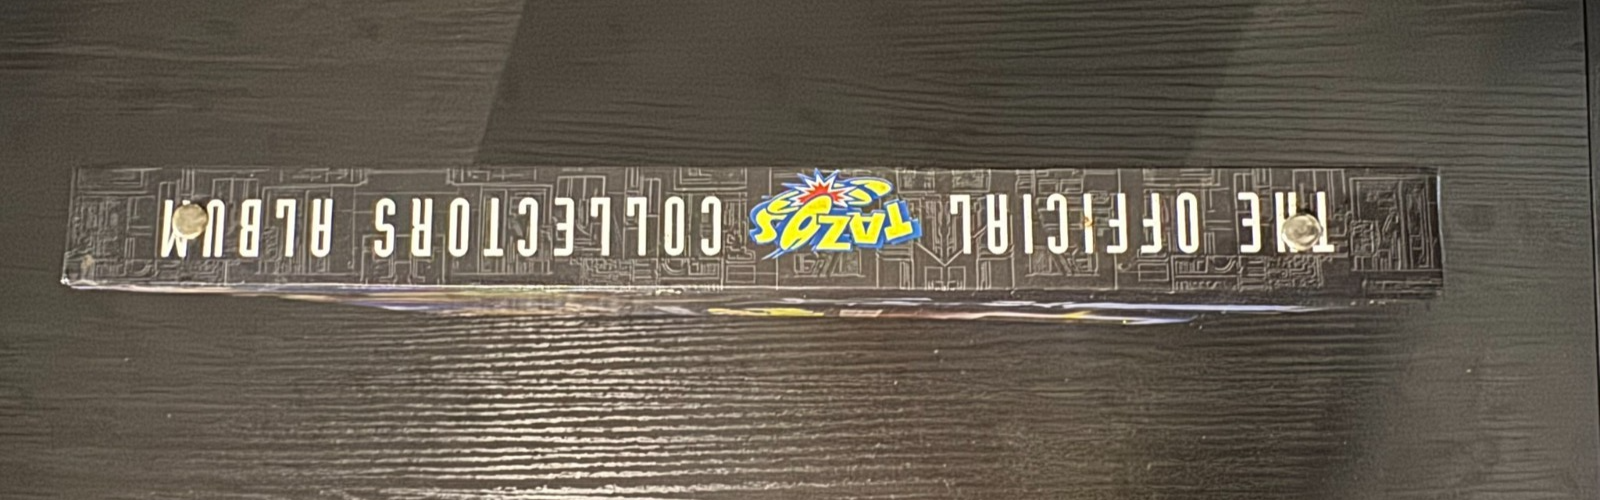 THE OFFICIAL TAZOS COLLECTORS ALBUM